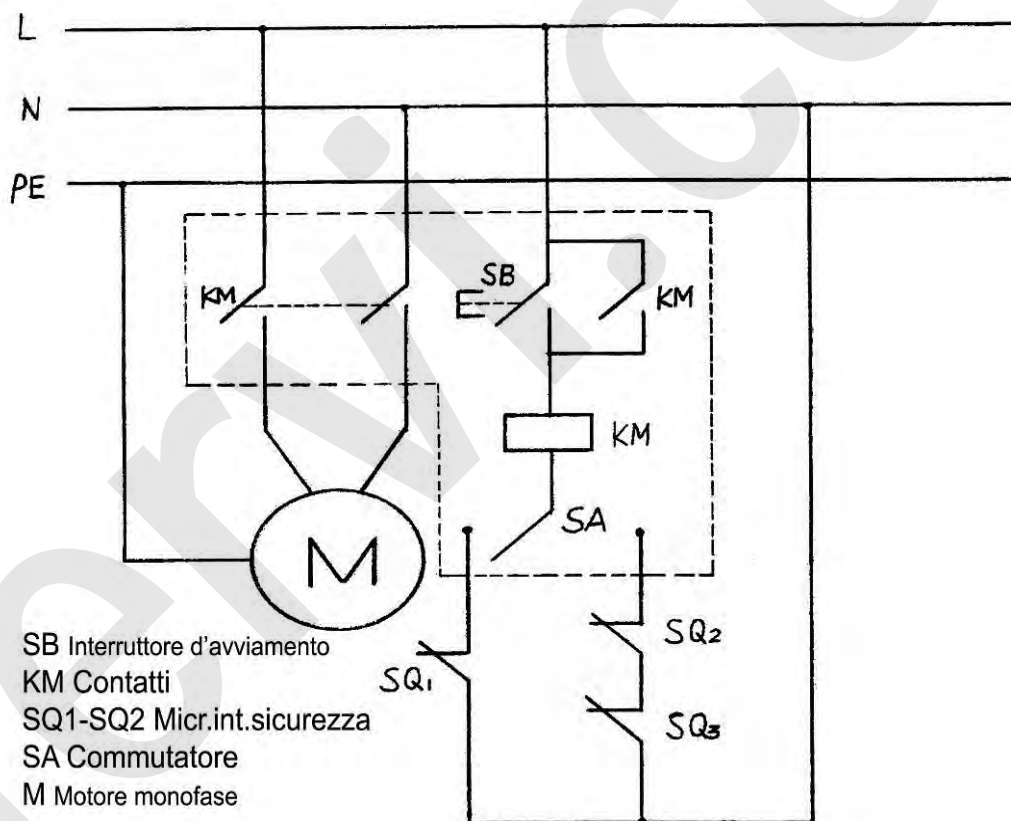 L
N
PE
KM
SB
KM
KM
SA
M
SQ1
SQ2
SQ3
SB Interruttore d'avviamento
KM Contatti
SQ1-SQ2 Micr.int.sicurezza
SA Commutatore
M Motore monofase